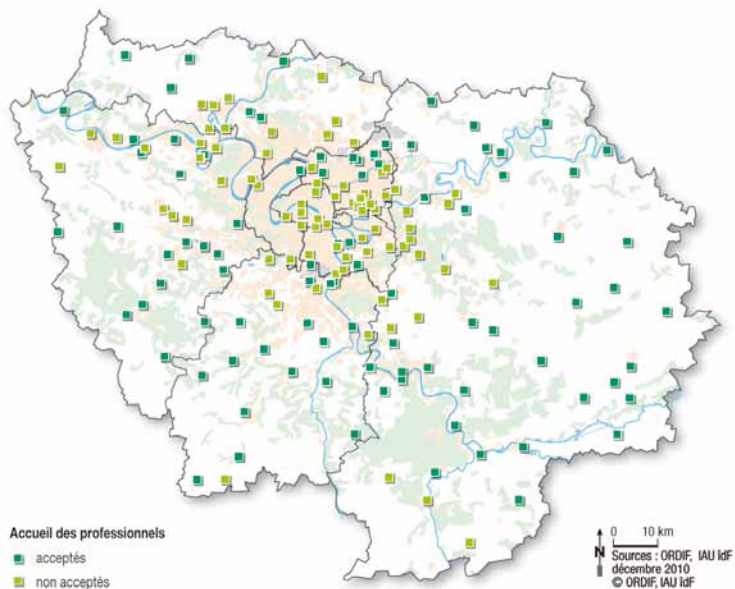 Accueil des professionnels
acceptés
non acceptés
0 10 km
N
Sources : ORDIF, IAU îdF
décembre 2010
© ORDIF, IAU îdF